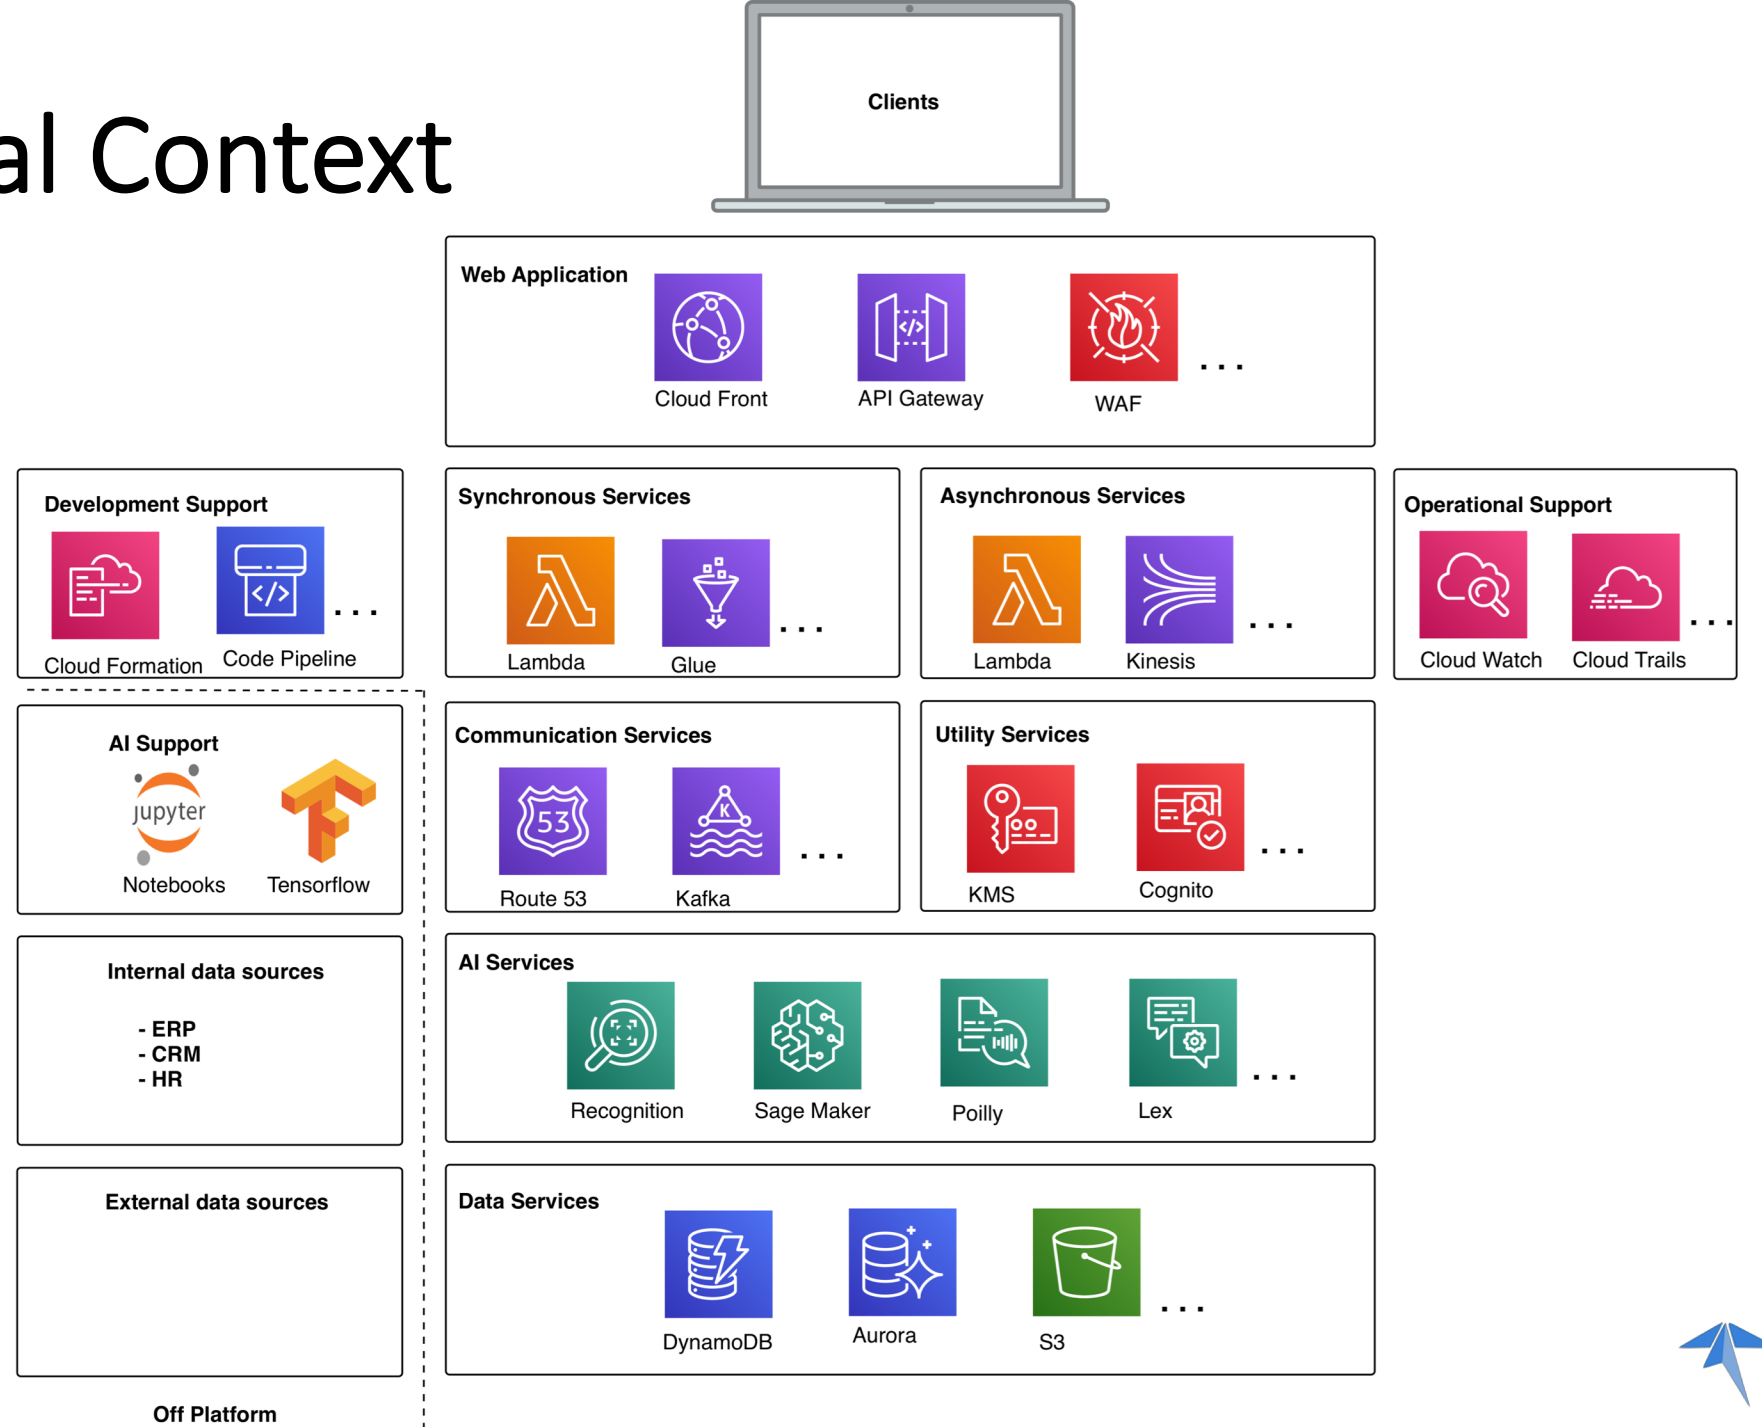 Clients
al Context
Web Application
Cloud Front
API Gateway
WAF
...
Development Support
Cloud Formation
Code Pipeline
...
Synchronous Services
Lambda
Glue
...
Asynchronous Services
Lambda
Kinesis
...
Operational Support
Cloud Watch
Cloud Trails
...
AI Support
jupyter
Notebooks
Tensorflow
Communication Services
53
Route 53
K
Kafka
...
Utility Services
KMS
Cognito
...
Internal data sources
- ERP
- CRM
- HR
AI Services
Recognition
Sage Maker
Poilly
Lex
...
External data sources
Data Services
DynamoDB
Aurora
S3
...
Off Platform